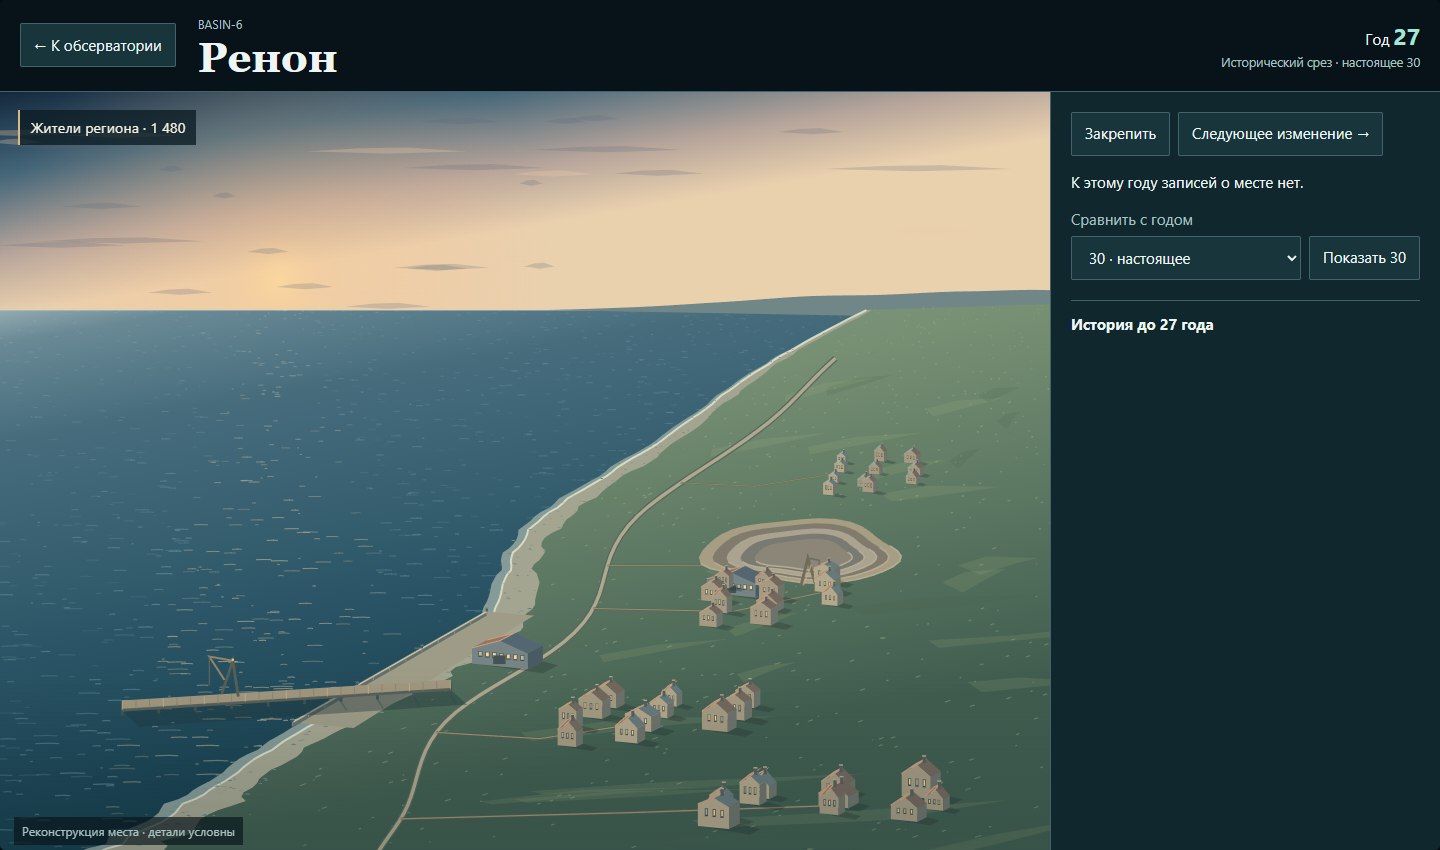 ← К обсерватории
BASIN-6
Ренон
Год 27
Исторический срез · настоящее 30
Жители региона · 1 480
Закрепить
Следующее изменение →
К этому году записей о месте нет.
Сравнить с годом
30 · настоящее
Показать 30
История до 27 года
Реконструкция места · детали условны